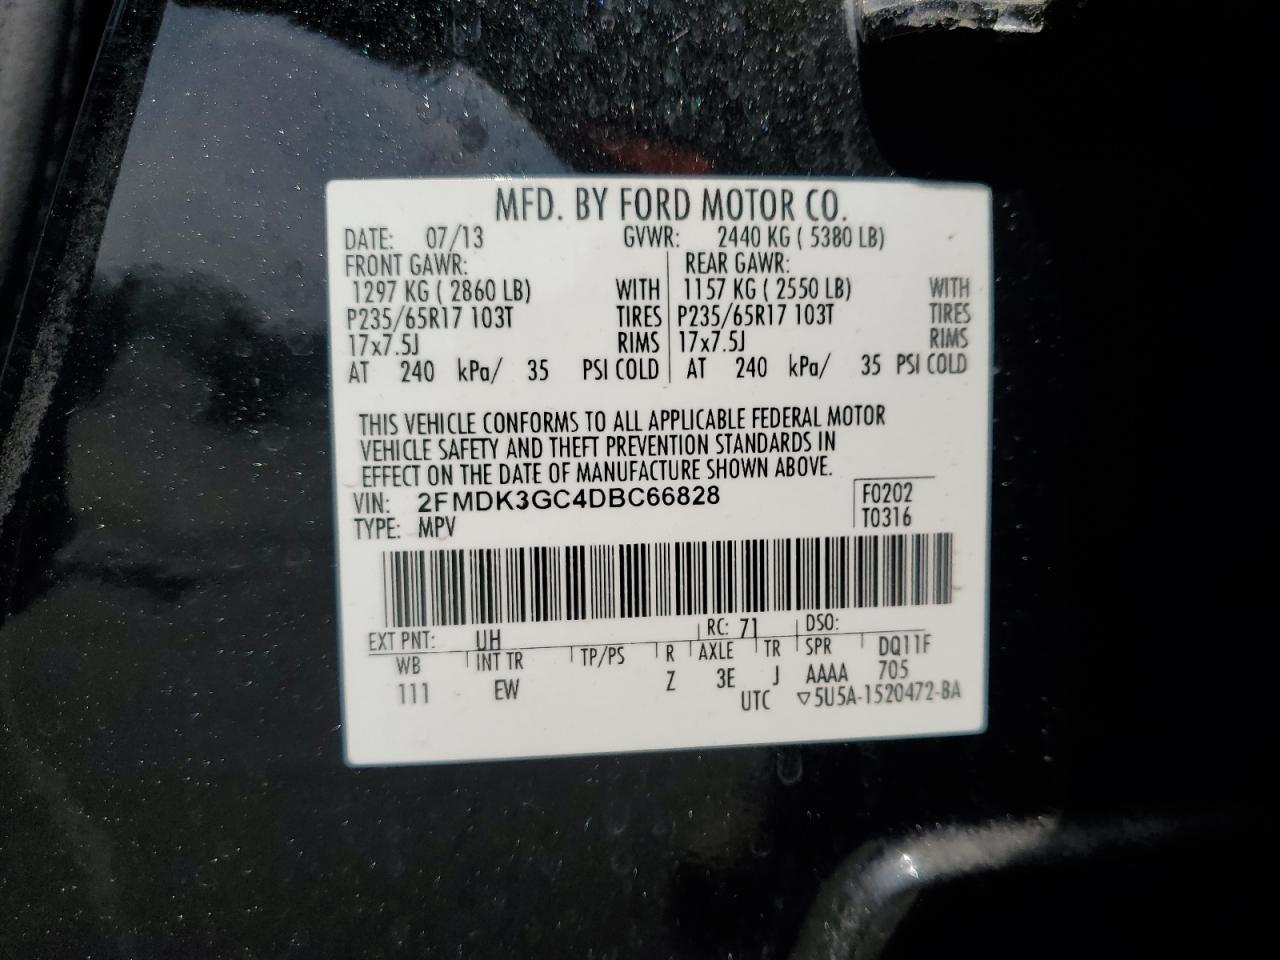 MFD. BY FORD MOTOR CO.
DATE: 07/13 GVWR: 2440 KG ( 5380 LB)
FRONT GAWR: REAR GAWR:
1297 KG ( 2860 LB) WITH 1157 KG ( 2550 LB) WITH
P235/65R17 103T TIRES P235/65R17 103T TIRES
17x7.5J RIMS 17x7.5J RIMS
AT 240 kPa/ 35 PSI COLD AT 240 kPa/ 35 PSI COLD
THIS VEHICLE CONFORMS TO ALL APPLICABLE FEDERAL MOTOR
VEHICLE SAFETY AND THEFT PREVENTION STANDARDS IN
EFFECT ON THE DATE OF MANUFACTURE SHOWN ABOVE.
VIN: 2FMDK3GC4DBC66828 F0202
TYPE: MPV T0316
EXT PNT: UH RC: 71 DSO:
WB INT TR TP/PS R AXLE TR SPR DQ11F
111 EW Z 3E J AAAA 705
UTC ▽5U5A-1520472-BA